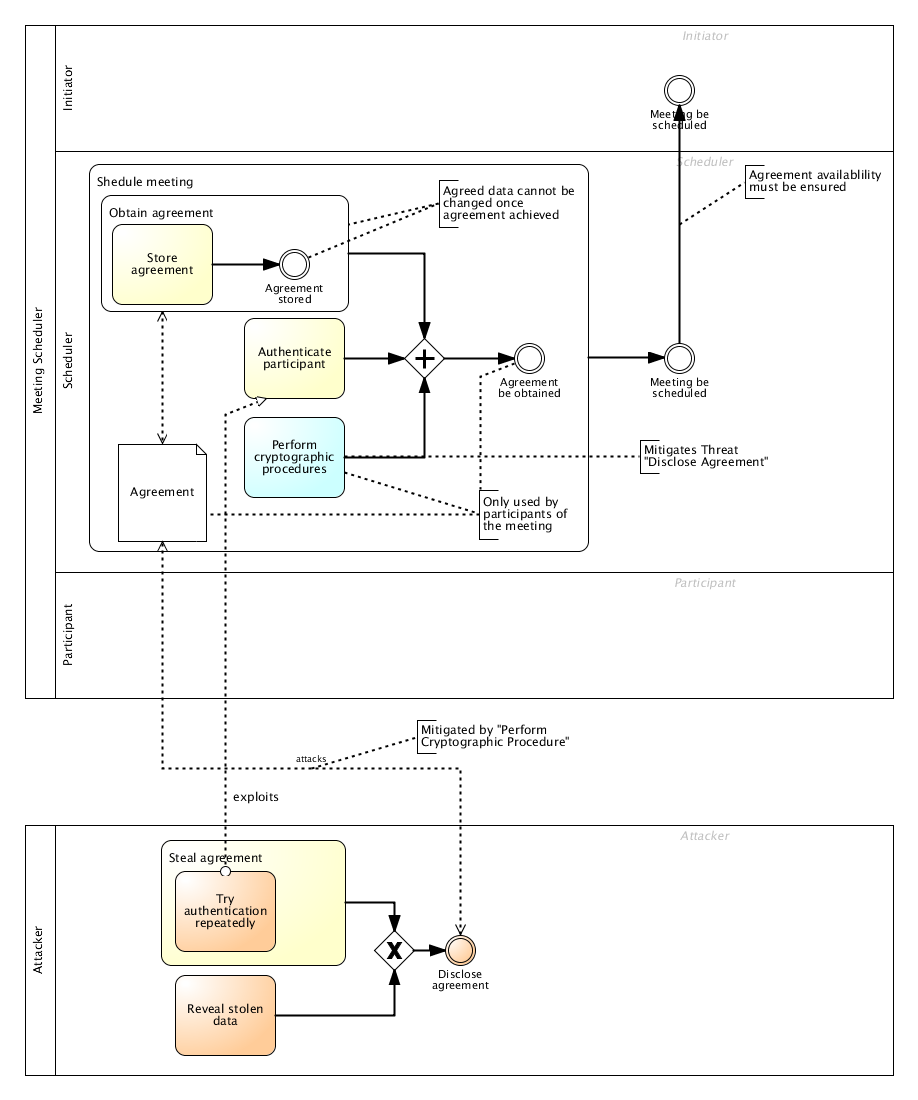 Initiator
Initiator
Meeting be
scheduled
Meeting Scheduler
Scheduler
Scheduler
Shedule meeting
Obtain agreement
Store
agreement
Agreement
stored
Agreed data cannot be
changed once
agreement achieved
Agreement availablility
must be ensured
Authenticate
participant
Agreement
be obtained
Meeting be
scheduled
Perform
cryptographic
procedures
Mitigates Threat
"Disclose Agreement"
Agreement
Only used by
participants of
the meeting
Participant
Participant
Mitigated by "Perform
Cryptographic Procedure"
attacks
exploits
Attacker
Attacker
Steal agreement
Try
authentication
repeatedly
Disclose
agreement
Reveal stolen
data